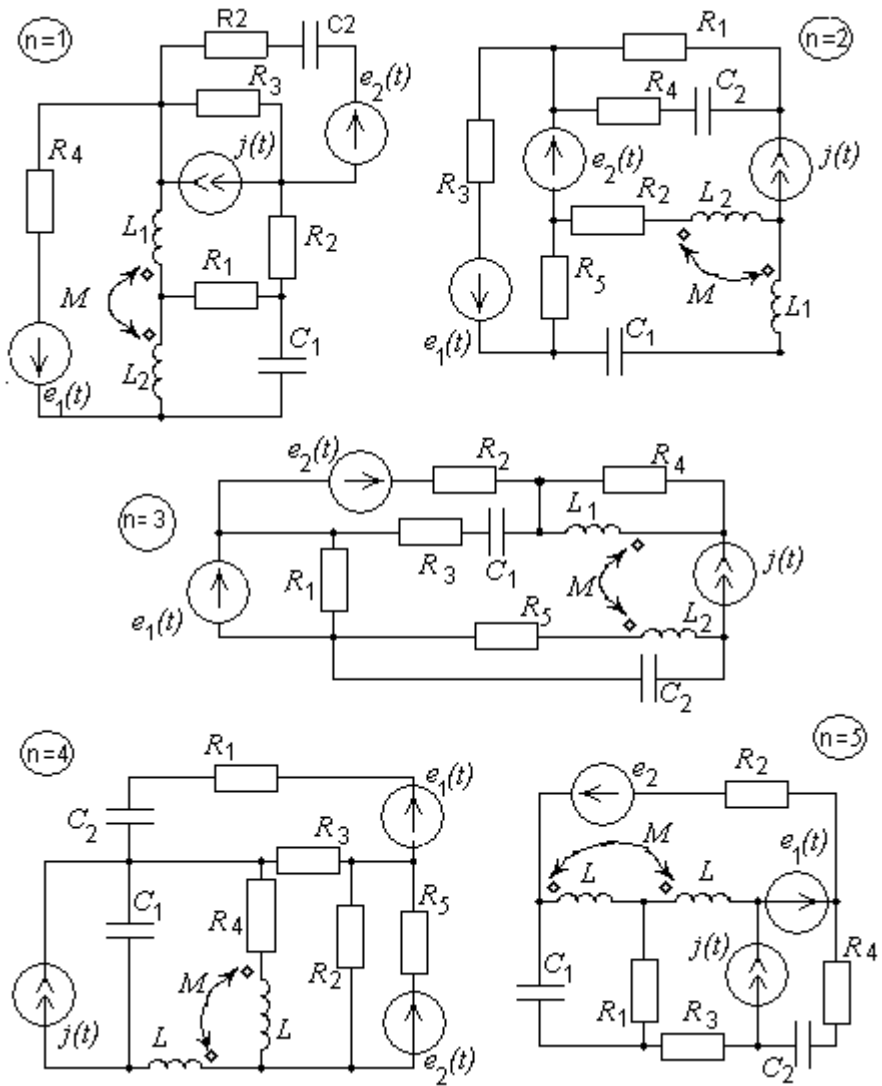 n=1
R2
C2
R₃
e₂(t)
R₄
j(t)
L₁
R₂
R₁
M
C₁
L₂
e₁(t)
n=2
R₁
R₄
C₂
e₂(t)
j(t)
R₃
R₂
L₂
R₅
M
L₁
e₁(t)
C₁
n=3
e₂(t)
R₂
R₄
L₁
R₃
C₁
R₁
M
j(t)
e₁(t)
R₅
L₂
C₂
n=4
R₁
e₁(t)
C₂
R₃
C₁
R₄
R₅
R₂
M
j(t)
L
L
e₂(t)
n=5
e₂
R₂
M
e₁(t)
L
L
C₁
j(t)
R₄
R₁
R₃
C₂